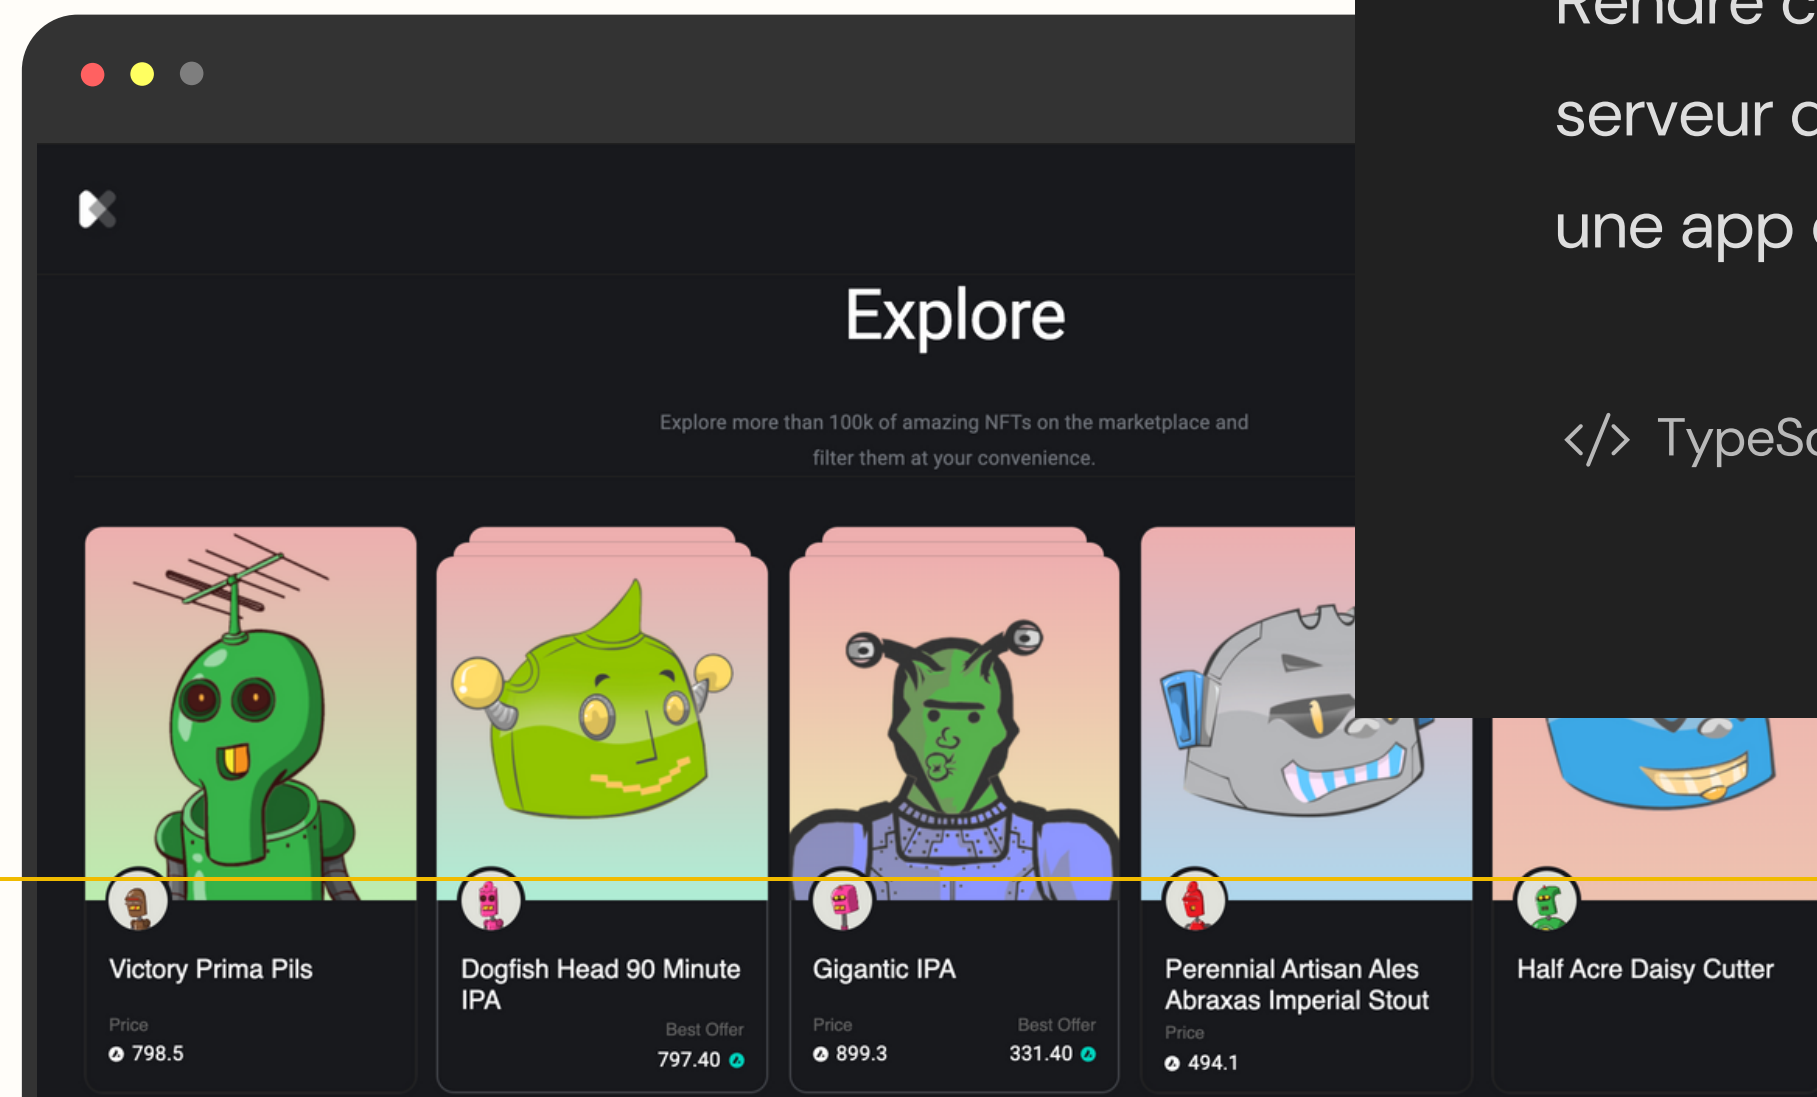 Rendre
serveur
une app
</>
Explore
Explore more than 100k of amazing NFTs on the marketplace and
filter them at your convenience.
Victory Prima Pils
Price
798.5
Dogfish Head 90 Minute
IPA
Best Offer
797.40
Gigantic IPA
Price
Best Offer
899.3
331.40
Perennial Artisan Ales
Abraxas Imperial Stout
Price
494.1
Half Acre Daisy Cutter